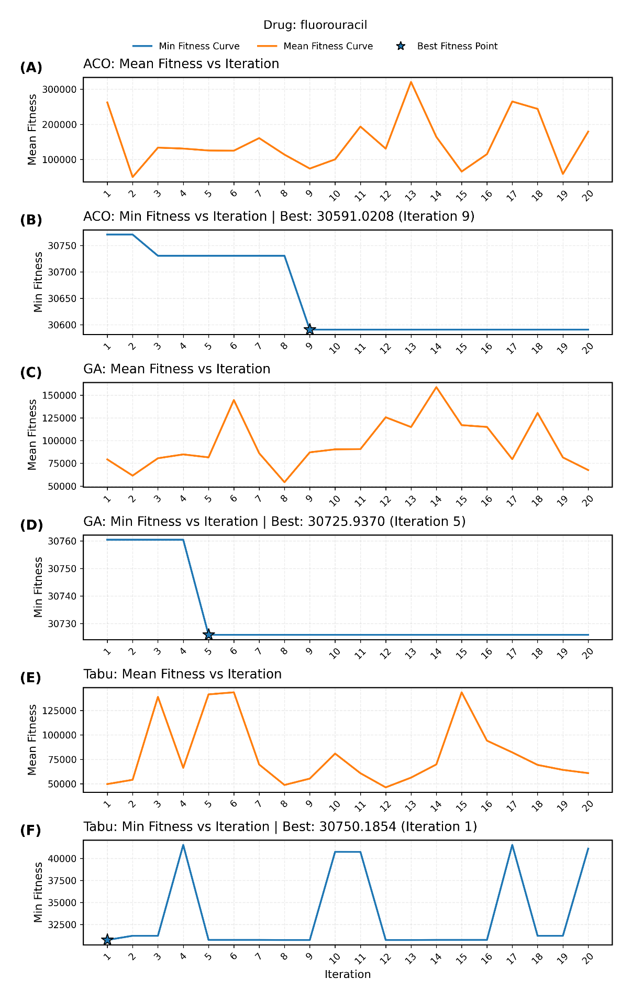 Drug: fluorouracil
Min Fitness Curve Mean Fitness Curve Best Fitness Point
(A) ACO: Mean Fitness vs Iteration
Mean Fitness
300000
200000
100000
1 2 3 4 5 6 7 8 9 10 11 12 13 14 15 16 17 18 19 20
(B) ACO: Min Fitness vs Iteration | Best: 30591.0208 (Iteration 9)
Min Fitness
30750
30700
30650
30600
1 2 3 4 5 6 7 8 9 10 11 12 13 14 15 16 17 18 19 20
(C) GA: Mean Fitness vs Iteration
Mean Fitness
150000
125000
100000
75000
50000
1 2 3 4 5 6 7 8 9 10 11 12 13 14 15 16 17 18 19 20
(D) GA: Min Fitness vs Iteration | Best: 30725.9370 (Iteration 5)
Min Fitness
30760
30750
30740
30730
1 2 3 4 5 6 7 8 9 10 11 12 13 14 15 16 17 18 19 20
(E) Tabu: Mean Fitness vs Iteration
Mean Fitness
125000
100000
75000
50000
1 2 3 4 5 6 7 8 9 10 11 12 13 14 15 16 17 18 19 20
(F) Tabu: Min Fitness vs Iteration | Best: 30750.1854 (Iteration 1)
Min Fitness
40000
37500
35000
32500
1 2 3 4 5 6 7 8 9 10 11 12 13 14 15 16 17 18 19 20
Iteration